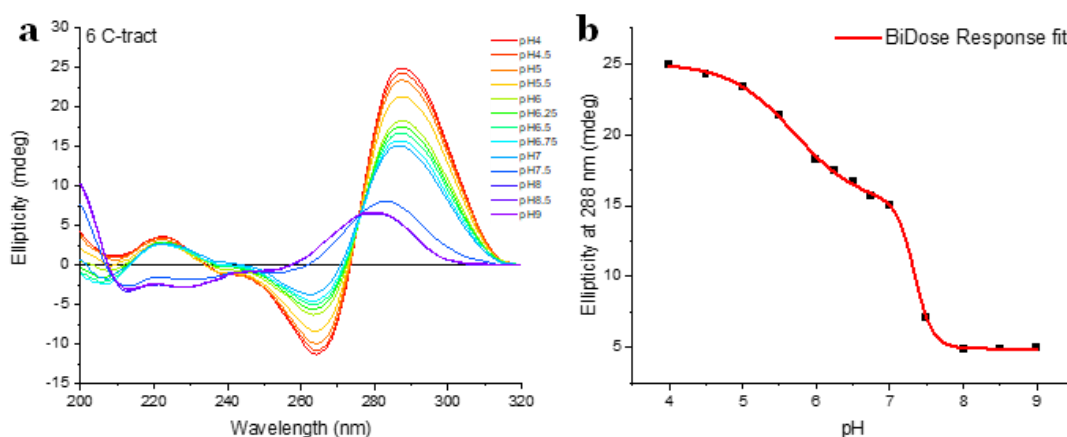 a
6 C-tract
pH4
pH4.5
pH5
pH5.5
pH6
pH6.25
pH6.5
pH6.75
pH7
pH7.5
pH8
pH8.5
pH9
Ellipticity (mdeg)
30
25
20
15
10
5
0
-5
-10
-15
200 220 240 260 280 300 320
Wavelength (nm)
b
BiDose Response fit
Ellipticity at 288 nm (mdeg)
25
20
15
10
5
4 5 6 7 8 9
pH